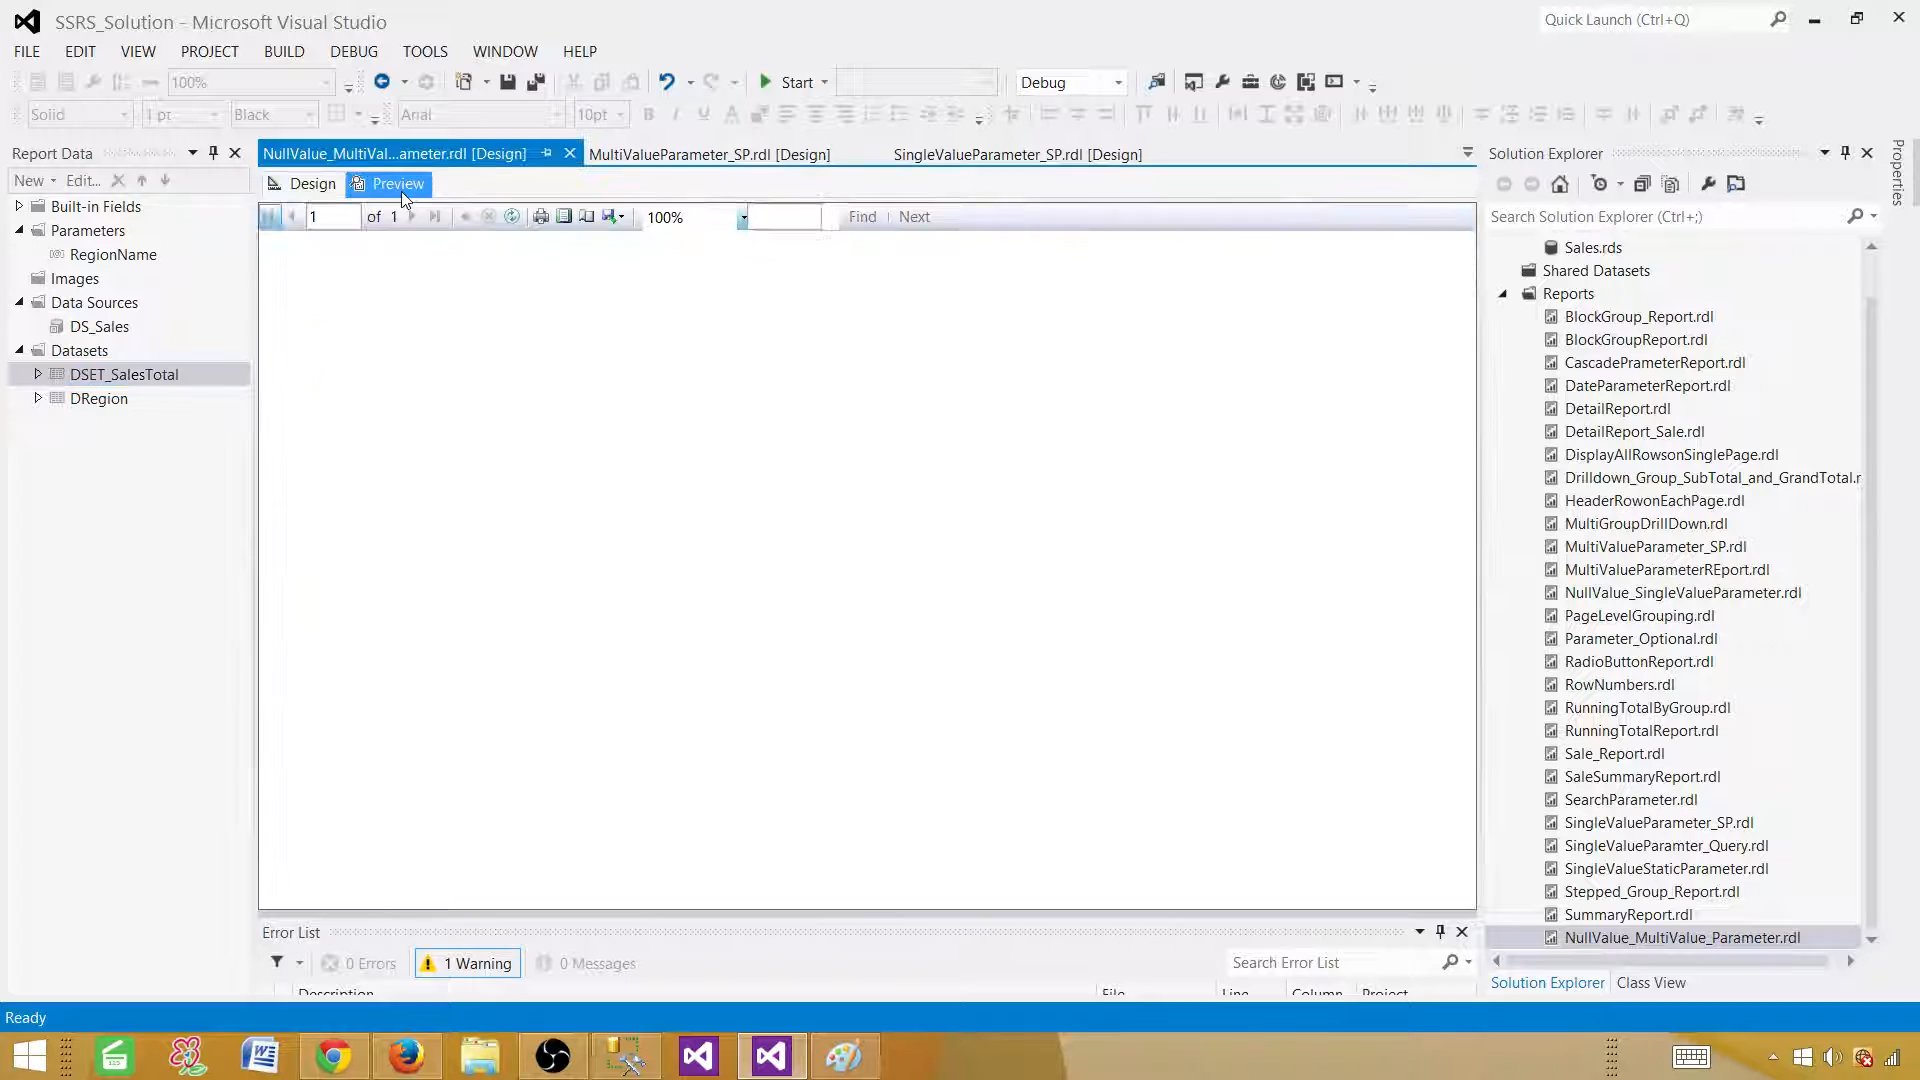 SSRS_Solution - Microsoft Visual Studio
Quick Launch (Ctrl+Q)
FILE EDIT VIEW PROJECT BUILD DEBUG TOOLS WINDOW HELP
100%
Start
Debug
Solid 1 pt Black Arial 10pt B I U A
Report Data
NullValue_MultiVal...ameter.rdl [Design]
MultiValueParameter_SP.rdl [Design]
SingleValueParameter_SP.rdl [Design]
Solution Explorer
Properties
New Edit...
Design
Preview
Built-in Fields
Parameters
RegionName
Images
Data Sources
DS_Sales
Datasets
DSET_SalesTotal
DRegion
1 of 1
100%
Find Next
Search Solution Explorer (Ctrl+;)
Sales.rds
Shared Datasets
Reports
BlockGroup_Report.rdl
BlockGroupReport.rdl
CascadePrameterReport.rdl
DateParameterReport.rdl
DetailReport.rdl
DetailReport_Sale.rdl
DisplayAllRowsonSinglePage.rdl
Drilldown_Group_SubTotal_and_GrandTotal.r
HeaderRowonEachPage.rdl
MultiGroupDrillDown.rdl
MultiValueParameter_SP.rdl
MultiValueParameterREport.rdl
NullValue_SingleValueParameter.rdl
PageLevelGrouping.rdl
Parameter_Optional.rdl
RadioButtonReport.rdl
RowNumbers.rdl
RunningTotalByGroup.rdl
RunningTotalReport.rdl
Sale_Report.rdl
SaleSummaryReport.rdl
SearchParameter.rdl
SingleValueParameter_SP.rdl
SingleValueParamter_Query.rdl
SingleValueStaticParameter.rdl
Stepped_Group_Report.rdl
SummaryReport.rdl
NullValue_MultiValue_Parameter.rdl
Error List
0 Errors
1 Warning
0 Messages
Search Error List
Description File Line Column Project
Solution Explorer Class View
Ready